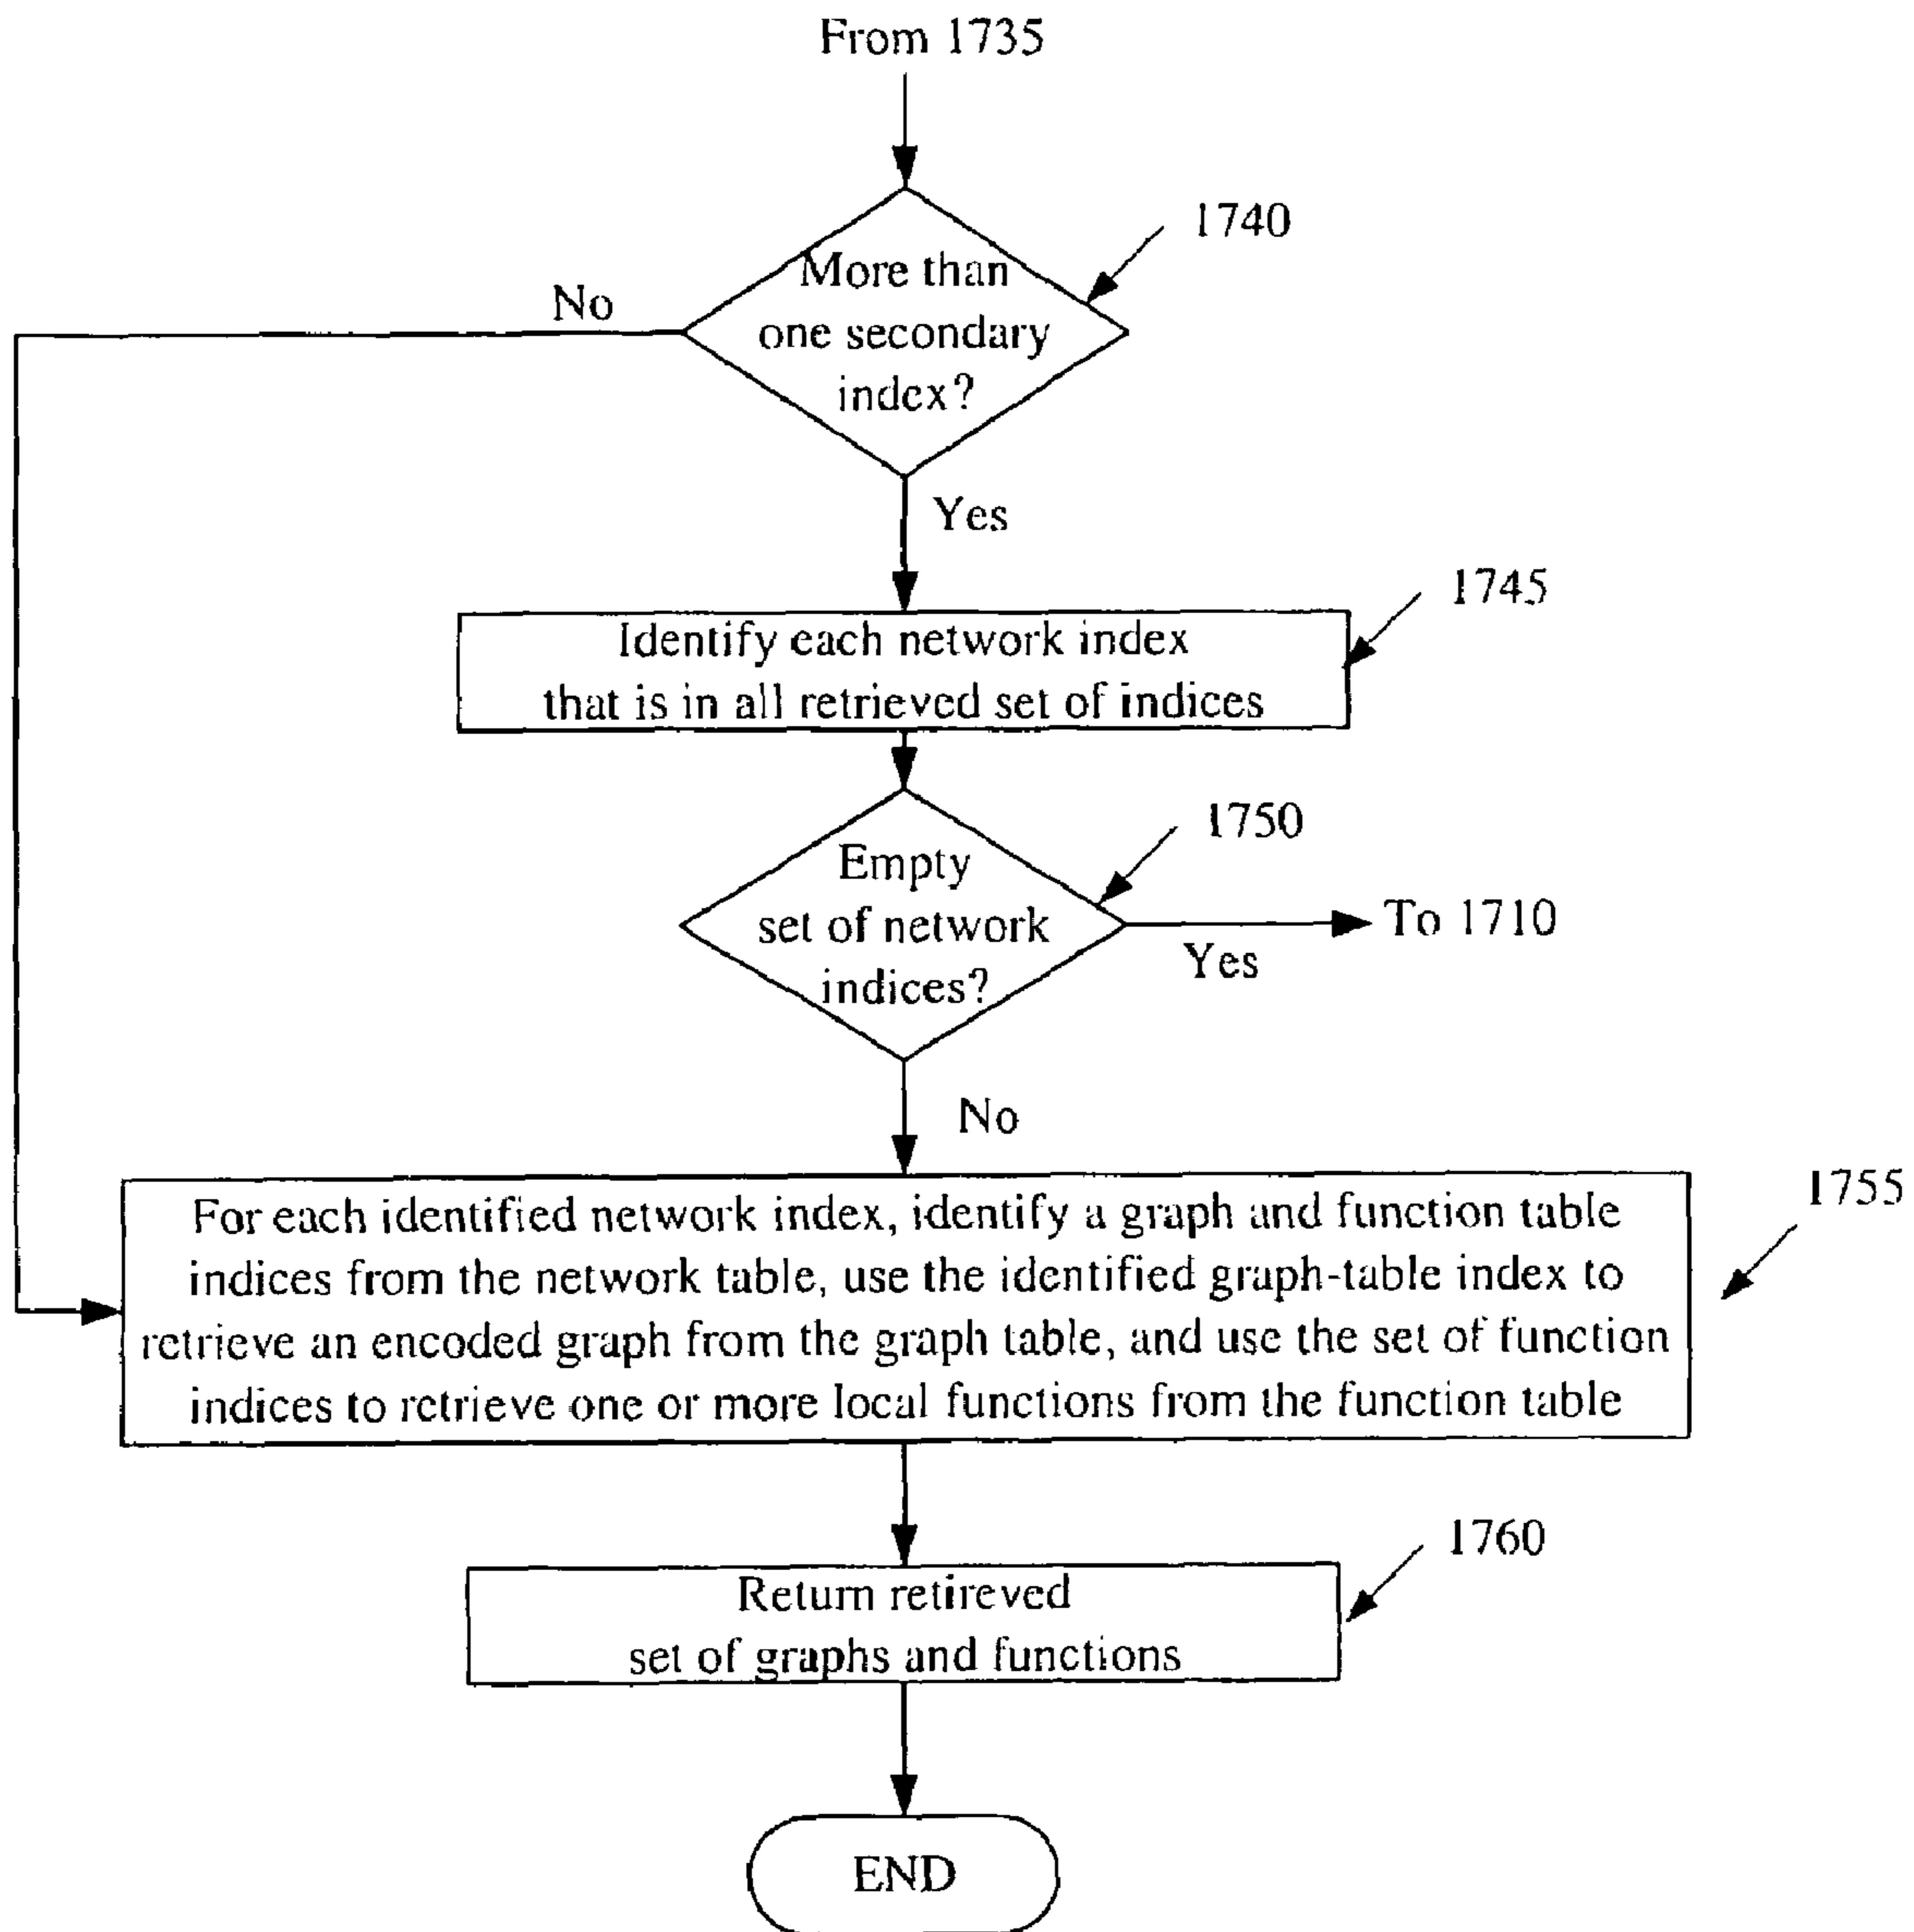 From 1735
1740
More than
one secondary
index?
No
Yes
1745
Identify each network index
that is in all retrieved set of indices
1750
Empty
set of network
indices?
To 1710
Yes
No
1755
For each identified network index, identify a graph and function table
indices from the network table, use the identified graph-table index to
retrieve an encoded graph from the graph table, and use the set of function
indices to retrieve one or more local functions from the function table
1760
Return retireved
set of graphs and functions
END